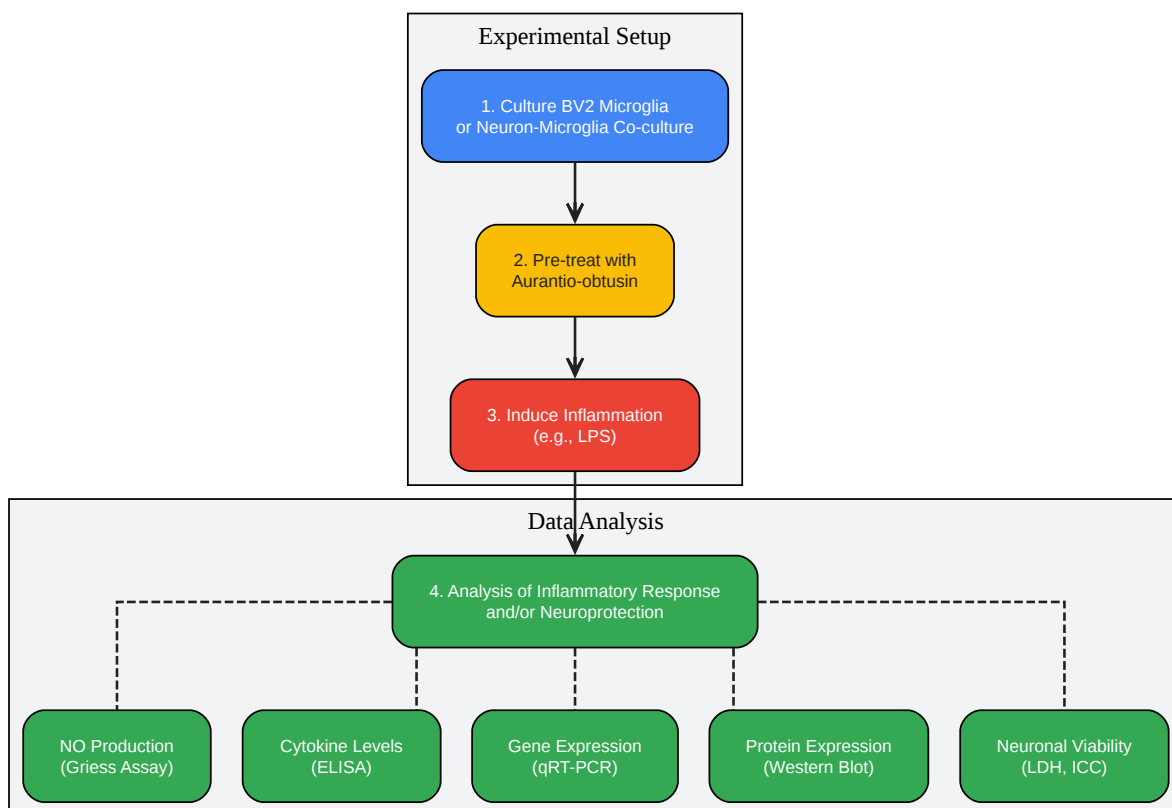 Experimental Setup
1. Culture BV2 Microglia
or Neuron-Microglia Co-culture
2. Pre-treat with
Aurantio-obtusin
3. Induce Inflammation
(e.g., LPS)
Data Analysis
4. Analysis of Inflammatory Response
and/or Neuroprotection
NO Production
(Griess Assay)
Cytokine Levels
(ELISA)
Gene Expression
(qRT-PCR)
Protein Expression
(Western Blot)
Neuronal Viability
(LDH, ICC)